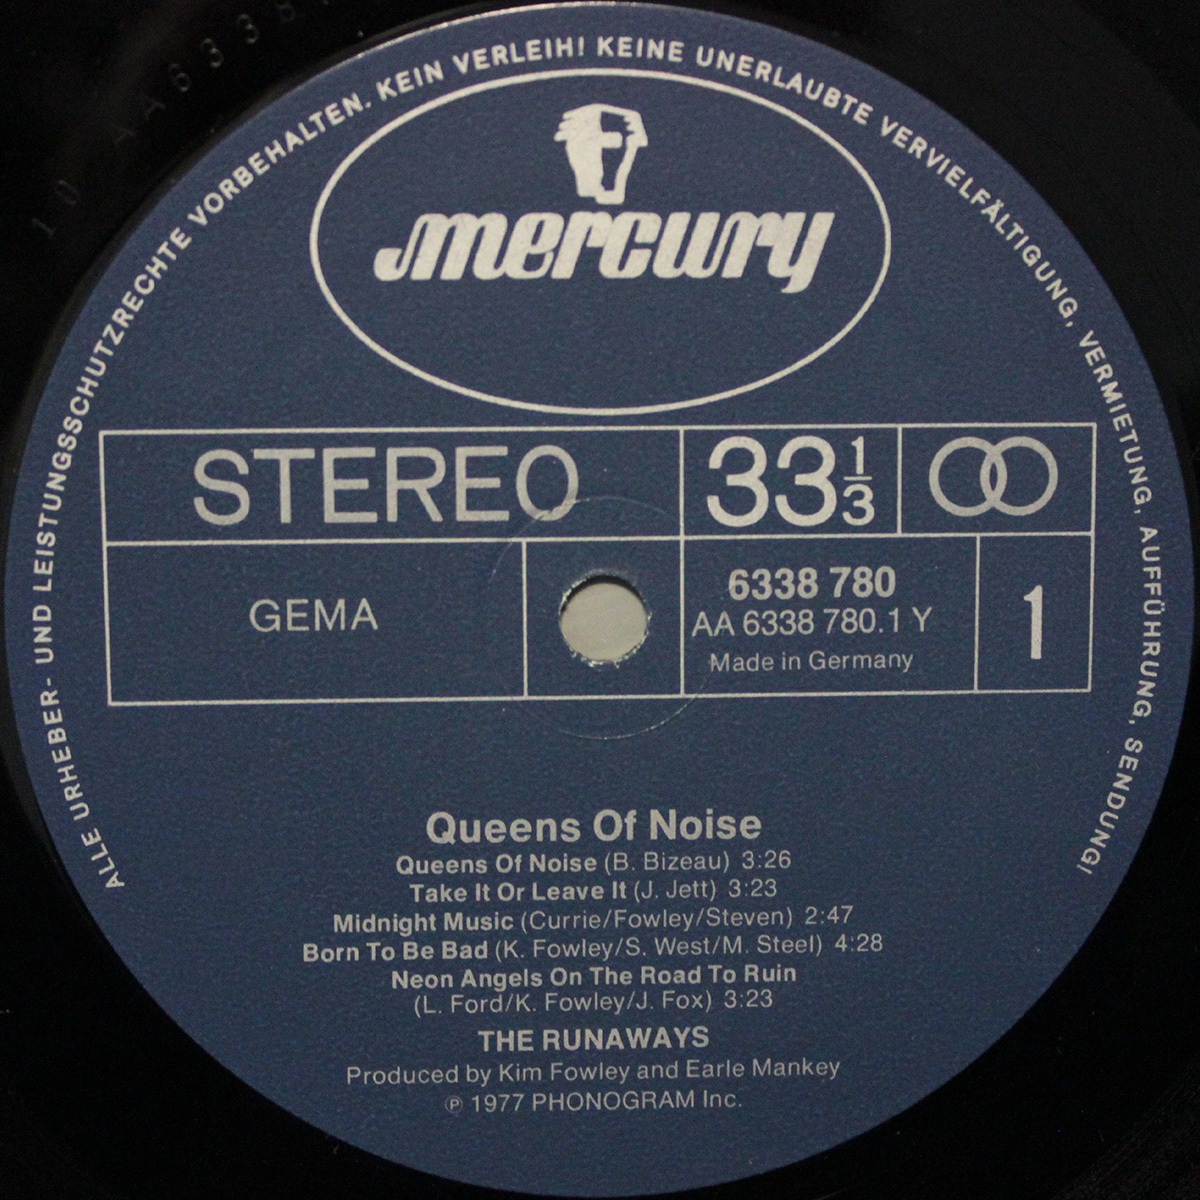 ALLE URHEBER- UND LEISTUNGSSCHUTZRECHTE VORBEHALTEN. KEIN VERLEIH! KEINE UNERLAUBTE VERVIELFÄLTIGUNG, VERMIETUNG, AUFFÜHRUNG, SENDUNG!
mercury
STEREO
33 1/3
GEMA
6338 780
AA 6338 780.1 Y
Made in Germany
1
Queens Of Noise
Queens Of Noise (B. Bizeau) 3:26
Take It Or Leave It (J. Jett) 3:23
Midnight Music (Currie/Fowley/Steven) 2:47
Born To Be Bad (K. Fowley/S. West/M. Steel) 4:28
Neon Angels On The Road To Ruin
(L. Ford/K. Fowley/J. Fox) 3:23
THE RUNAWAYS
Produced by Kim Fowley and Earle Mankey
℗ 1977 PHONOGRAM Inc.